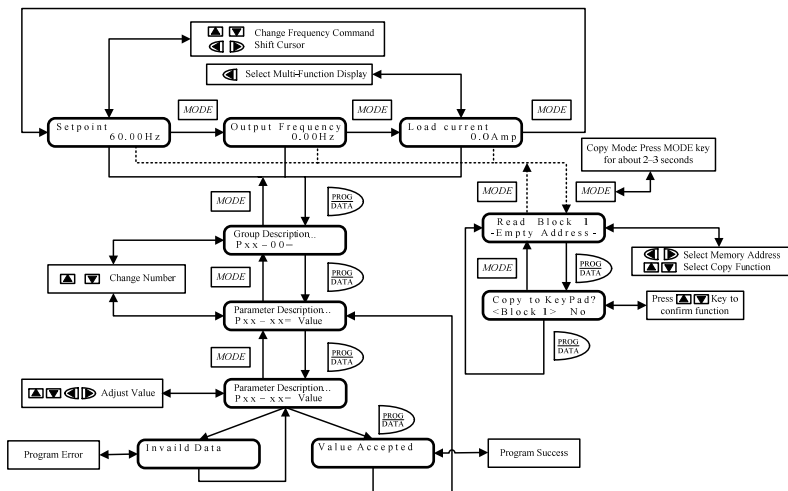 Change Frequency Command
Shift Cursor
Select Multi-Function Display
MODE
MODE
MODE
Setpoint
60.00Hz
Output Frequency
0.00Hz
Load current
0.0Amp
Copy Mode: Press MODE key
for about 2-3 seconds
MODE
PROG
DATA
MODE
MODE
Group Description...
Pxx-00-
Read Block 1
-Empty Address-
Change Number
MODE
PROG
DATA
MODE
PROG
DATA
Select Memory Address
Select Copy Function
Parameter Description...
Pxx-xx= Value
Copy to KeyPad?
<Block 1> No
Press Key to
confirm function
MODE
PROG
DATA
PROG
DATA
Adjust Value
Parameter Description...
Pxx-xx= Value
PROG
DATA
Program Error
Invaild Data
Value Accepted
Program Success